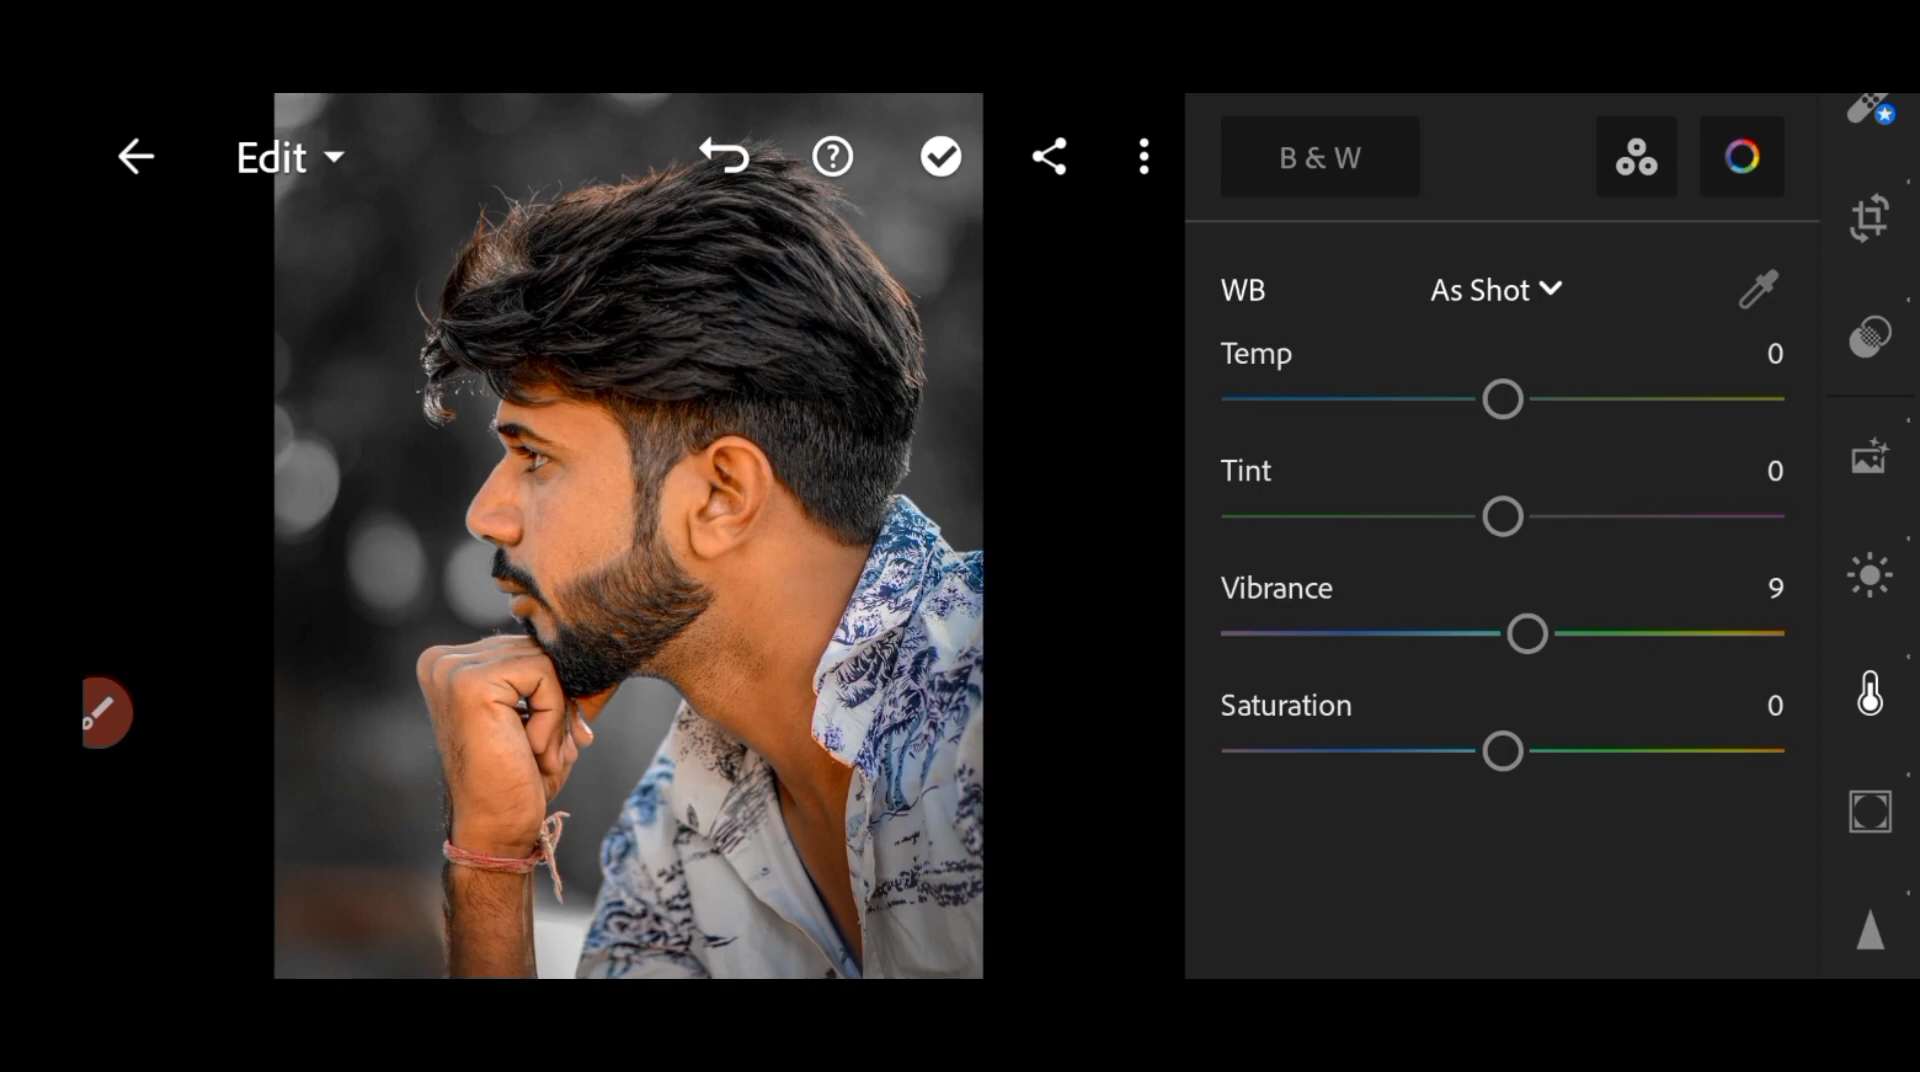 Edit
B & W
WB As Shot
Temp 0
Tint 0
Vibrance 9
Saturation 0